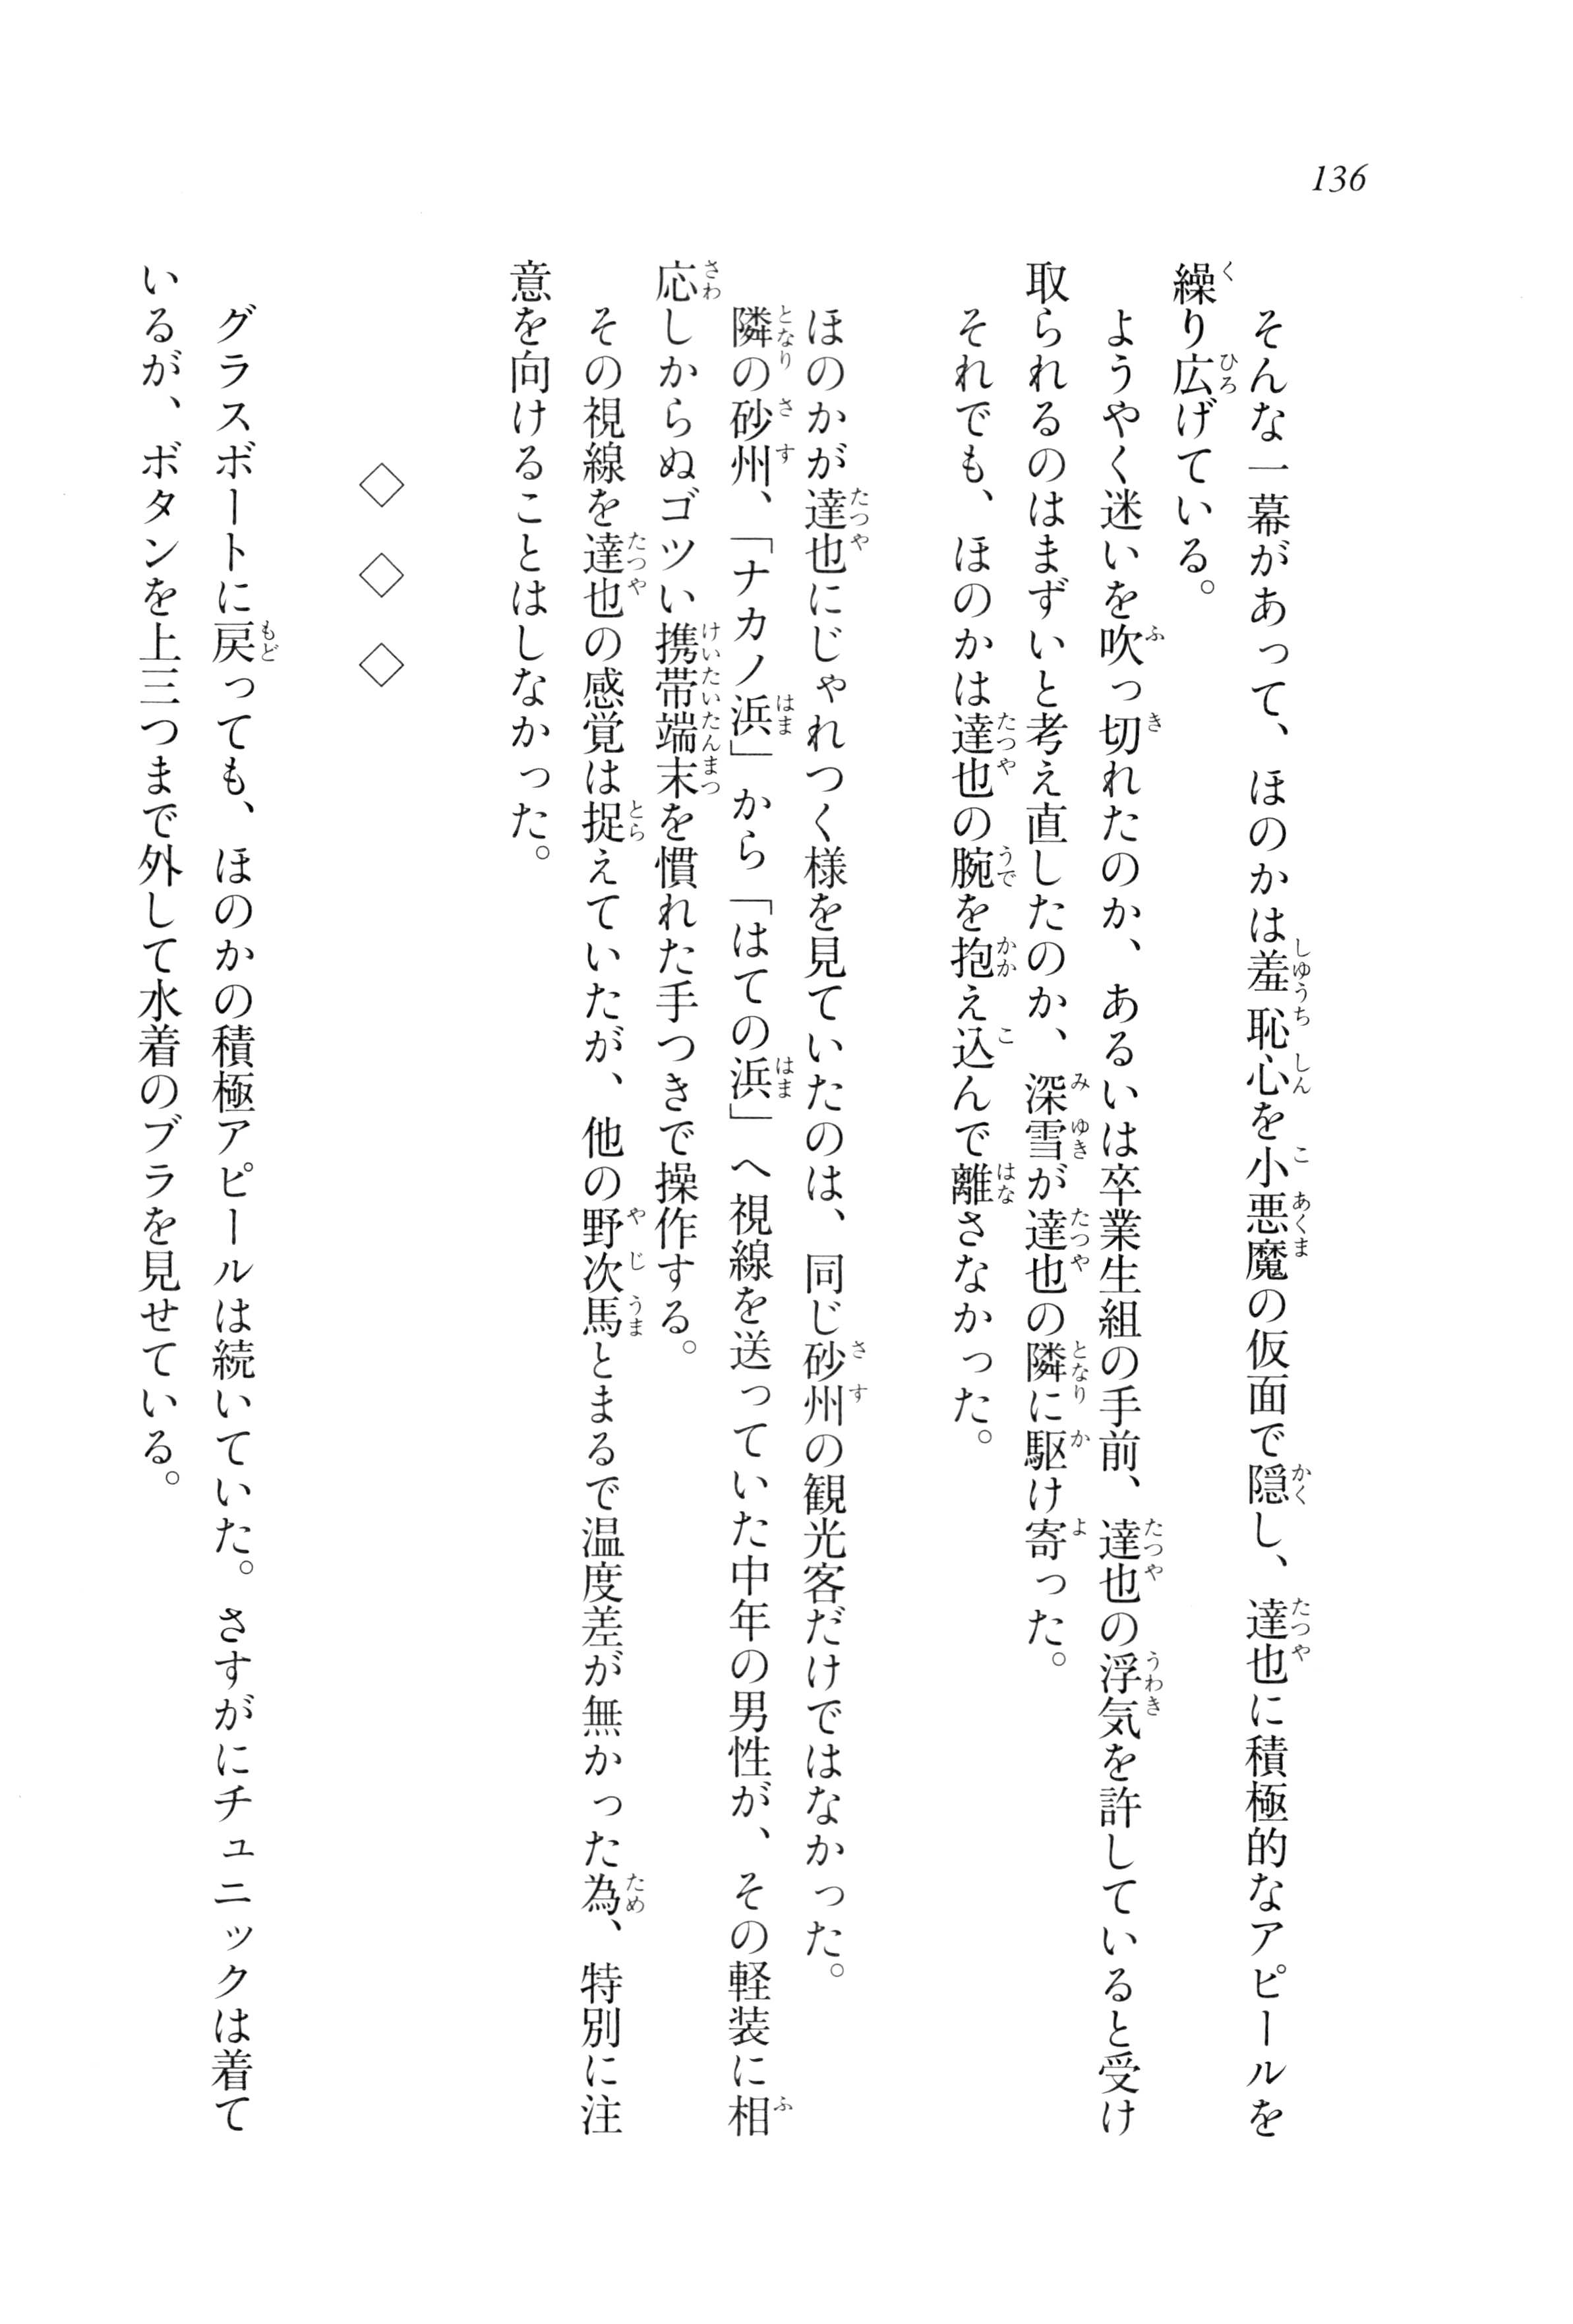 136
そんな一幕があって、ほのかは羞恥心を小悪魔の仮面で隠し、達也に積極的なアピールを
繰り広げている。
ようやく迷いを吹っ切れたのか、あるいは卒業生組の手前、達也の浮気を許していると受け
取られるのはまずいと考え直したのか、深雪が達也の隣に駆け寄った。
それでも、ほのかは達也の腕を抱え込んで離さなかった。
ほのかが達也にじゃれつく様を見ていたのは、同じ砂州の観光客だけではなかった。
隣の砂州、「ナカノ浜」から「はての浜」へ視線を送っていた中年の男性が、その軽装に相
応しからぬゴツい携帯端末を慣れた手つきで操作する。
その視線を達也の感覚は捉えていたが、他の野次馬とまるで温度差が無かった為、特別に注
意を向けることはしなかった。
◇ ◇ ◇
グラスボートに戻っても、ほのかの積極アピールは続いていた。さすがにチュニックは着て
いるが、ボタンを上三つまで外して水着のブラを見せている。